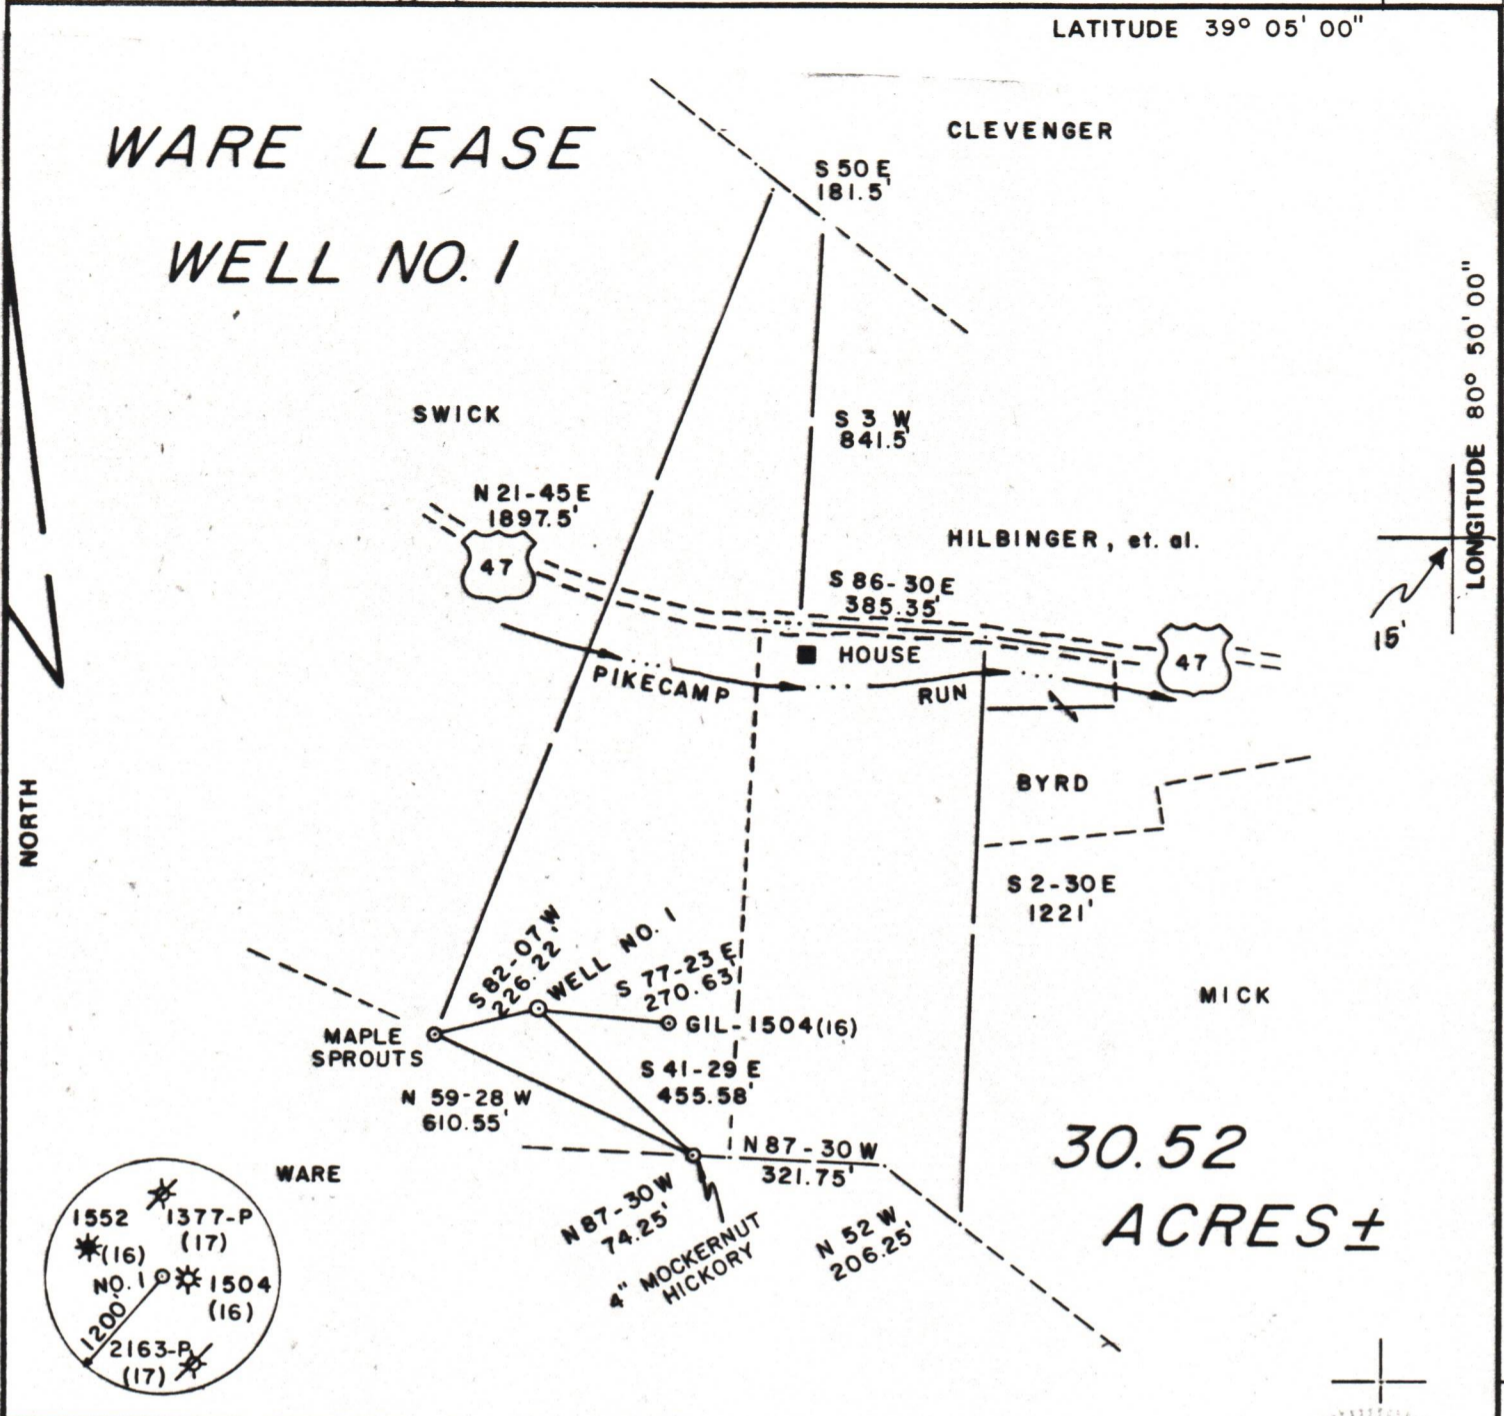 LATITUDE 39° 05' 00"
WARE LEASE
WELL NO. 1
CLEVENGER
S 50 E
181.5'
LONGITUDE 80° 50' 00"
SWICK
S 3 W
841.5'
N 21-45 E
1897.5'
47
HILBINGER, et. al.
S 86-30 E
385.35'
15'
HOUSE
47
PIKECAMP RUN
BYRD
NORTH
S 2-30 E
1221'
S 82-07 W
226.22'
WELL NO. 1
S 77-23 E
270.63'
MICK
GIL-1504(16)
MAPLE
SPROUTS
S 41-29 E
455.58'
N 59-28 W
610.55'
N 87-30 W
321.75'
30.52
ACRES±
WARE
N 87-30 W
74.25'
4" MOCKERNUT
HICKORY
N 52 W
206.25'
1552
(16)
1377-P
(17)
NO. 1
1504
(16)
1200'
2163-P
(17)